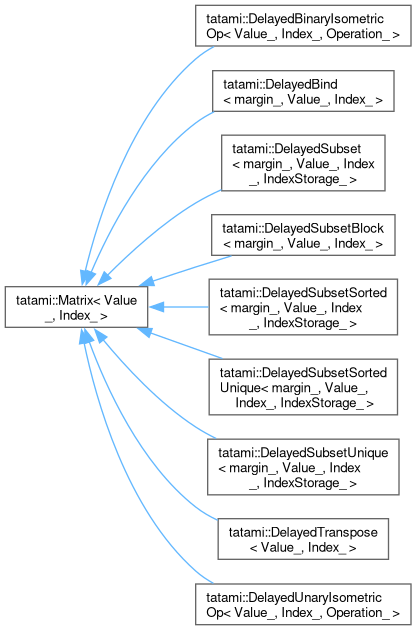 tatami::DelayedBinaryIsometric
Op< Value_, Index_, Operation_ >
tatami::DelayedBind
< margin_, Value_, Index_ >
tatami::DelayedSubset
< margin_, Value_, Index
_, IndexStorage_ >
tatami::DelayedSubsetBlock
< margin_, Value_, Index_ >
tatami::Matrix< Value
_, Index_ >
tatami::DelayedSubsetSorted
< margin_, Value_, Index
_, IndexStorage_ >
tatami::DelayedSubsetSorted
Unique< margin_, Value_,
Index_, IndexStorage_ >
tatami::DelayedSubsetUnique
< margin_, Value_, Index
_, IndexStorage_ >
tatami::DelayedTranspose
< Value_, Index_ >
tatami::DelayedUnaryIsometric
Op< Value_, Index_, Operation_ >